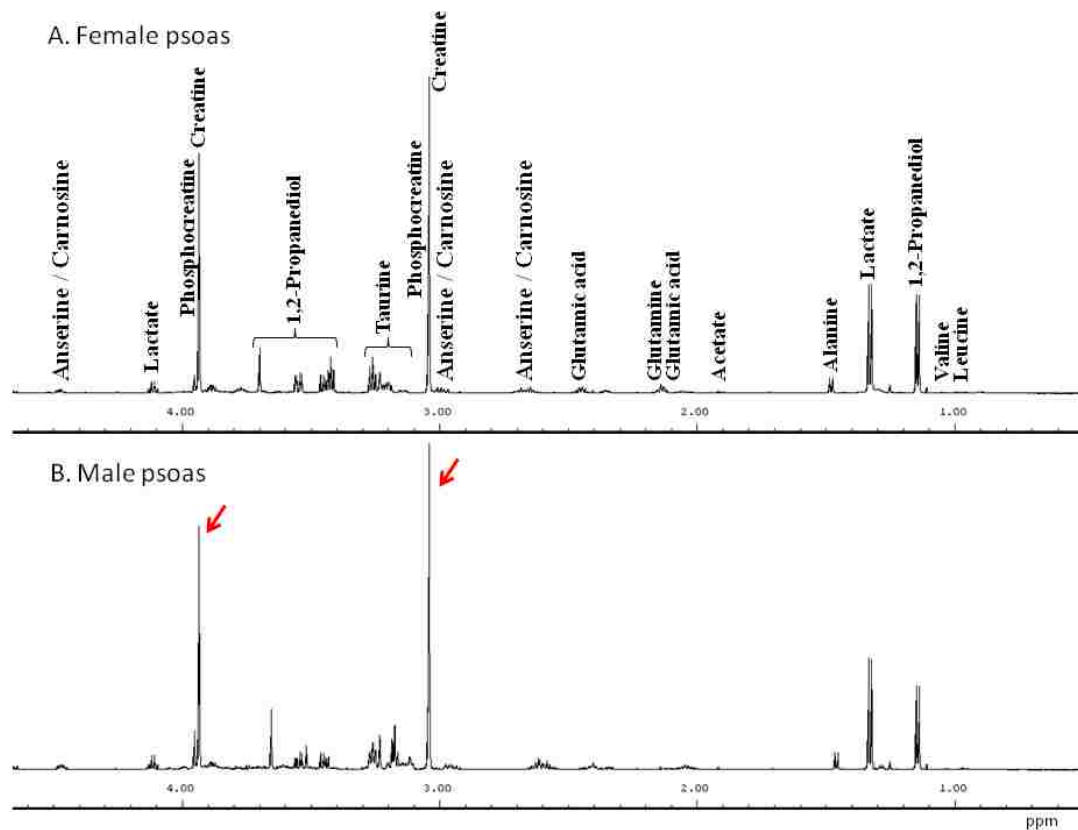 A. Female psoas
Anserine / Carnosine
Lactate
Phosphocreatine
Creatine
1,2-Propanediol
Taurine
Phosphocreatine
Creatine
Anserine / Carnosine
Anserine / Carnosine
Glutamic acid
Glutamine
Glutamic acid
Acetate
Alanine
Lactate
1,2-Propanediol
Valine
Leucine
4.00 3.00 2.00 1.00
B. Male psoas
4.00 3.00 2.00 1.00
ppm